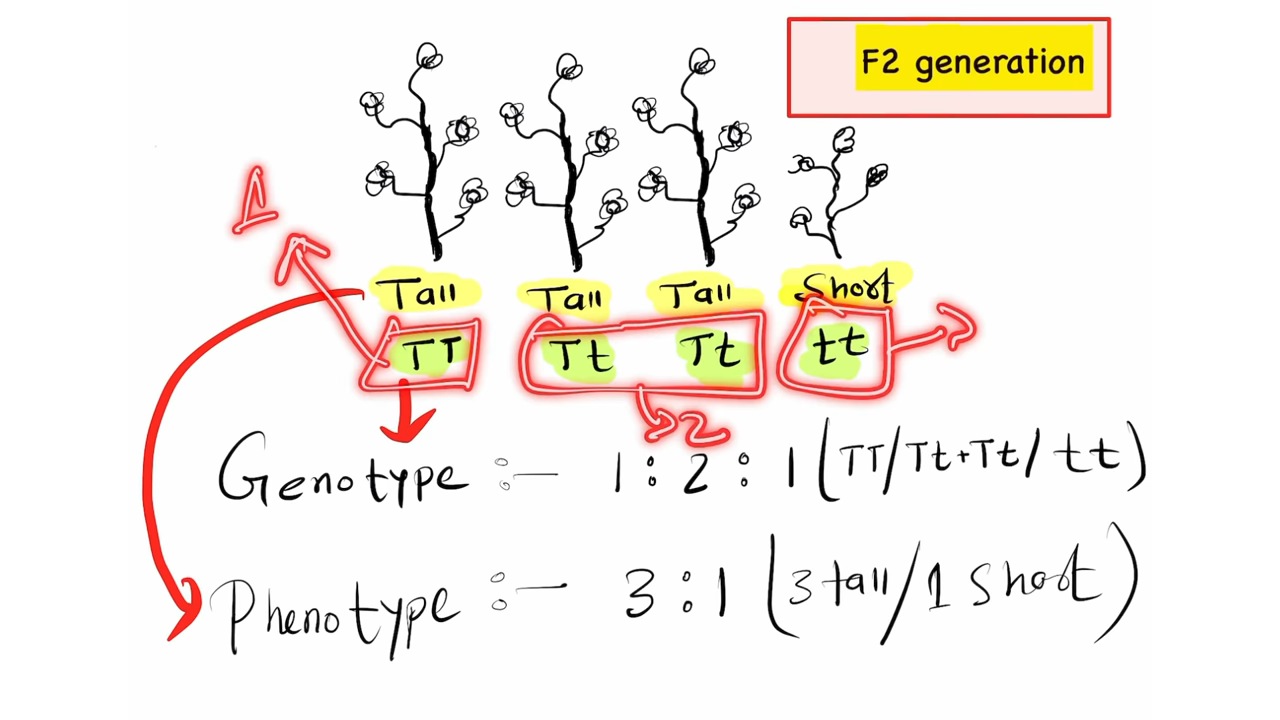 F2 generation
1
Tall Tall Tall Short
TT Tt Tt tt
2
Genotype :- 1 : 2 : 1 (TT/Tt+Tt/tt)
Phenotype :- 3 : 1 (3 tall/1 short)